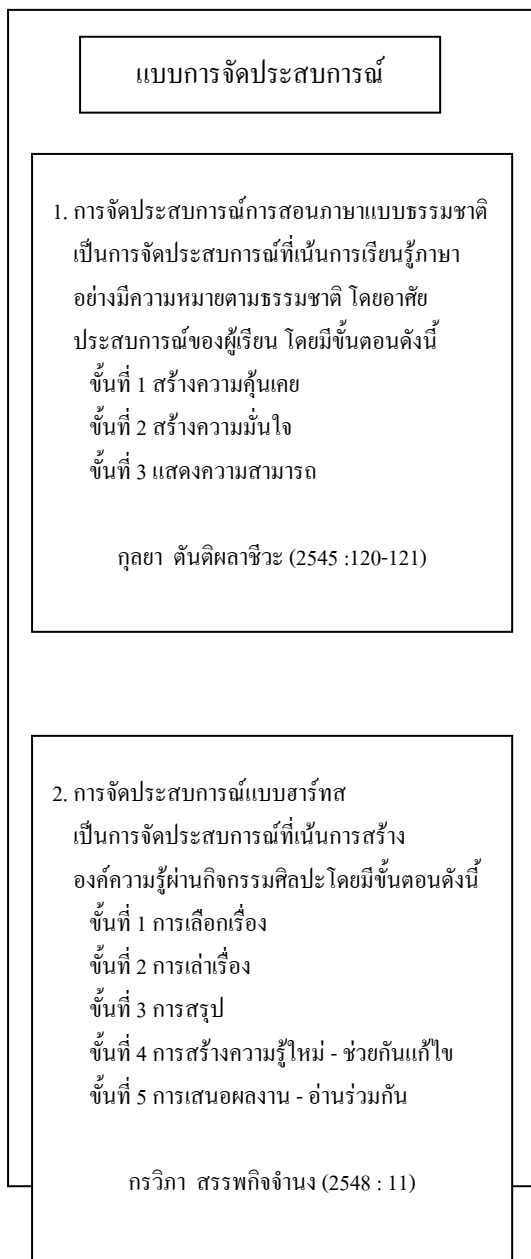 แบบการจัดประสบการณ์
1. การจัดประสบการณ์การสอนภาษาแบบธรรมชาติ
เป็นการจัดประสบการณ์ที่เน้นการเรียนรู้ภาษา
อย่างมีความหมายตามธรรมชาติ โดยอาศัย
ประสบการณ์ของผู้เรียน โดยมีขั้นตอนดังนี้
ขั้นที่ 1 สร้างความคุ้นเคย
ขั้นที่ 2 สร้างความมั่นใจ
ขั้นที่ 3 แสดงความสามารถ
กุลยา ตันติผลาชีวะ (2545 :120-121)
2. การจัดประสบการณ์แบบฮาร์ทส
เป็นการจัดประสบการณ์ที่เน้นการสร้าง
องค์ความรู้ผ่านกิจกรรมศิลปะโดยมีขั้นตอนดังนี้
ขั้นที่ 1 การเลือกเรื่อง
ขั้นที่ 2 การเล่าเรื่อง
ขั้นที่ 3 การสรุป
ขั้นที่ 4 การสร้างความรู้ใหม่ - ช่วยกันแก้ไข
ขั้นที่ 5 การเสนอผลงาน - อ่านร่วมกัน
กรวิภา สรรพกิจจำนง (2548 : 11)